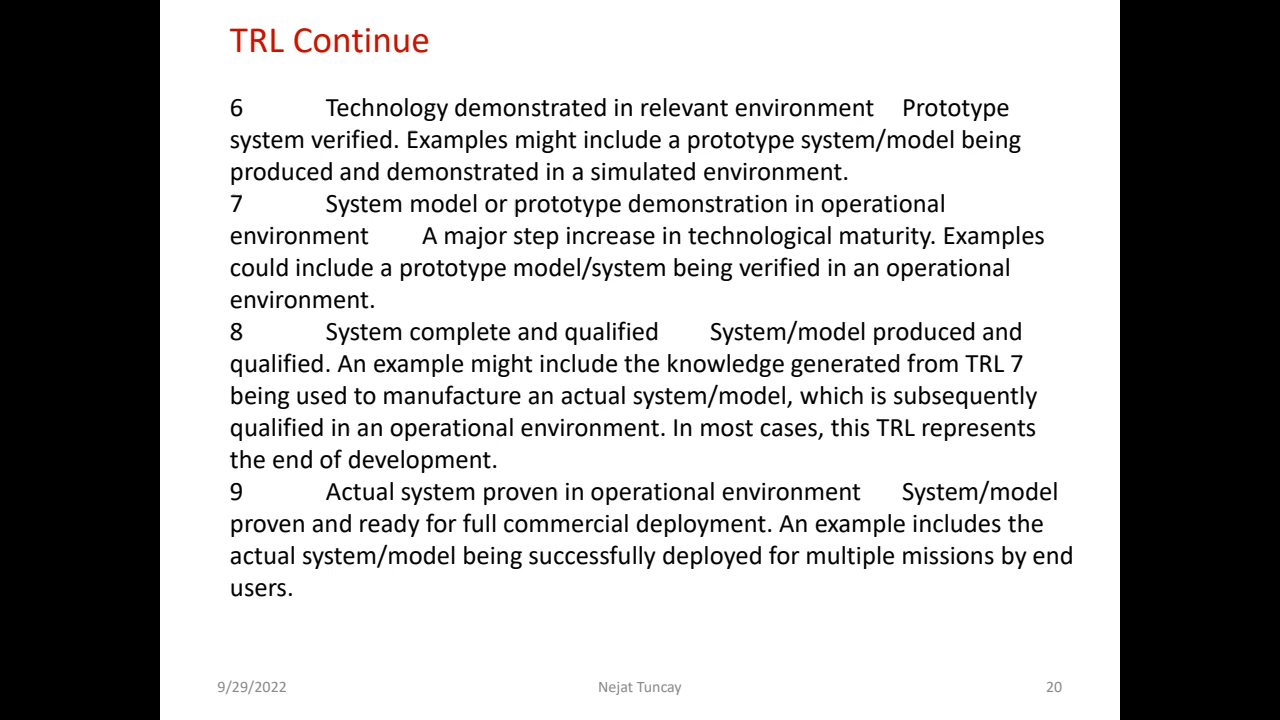 TRL Continue
6 Technology demonstrated in relevant environment Prototype
system verified. Examples might include a prototype system/model being
produced and demonstrated in a simulated environment.
7 System model or prototype demonstration in operational
environment A major step increase in technological maturity. Examples
could include a prototype model/system being verified in an operational
environment.
8 System complete and qualified System/model produced and
qualified. An example might include the knowledge generated from TRL 7
being used to manufacture an actual system/model, which is subsequently
qualified in an operational environment. In most cases, this TRL represents
the end of development.
9 Actual system proven in operational environment System/model
proven and ready for full commercial deployment. An example includes the
actual system/model being successfully deployed for multiple missions by end
users.
9/29/2022 Nejat Tuncay 20